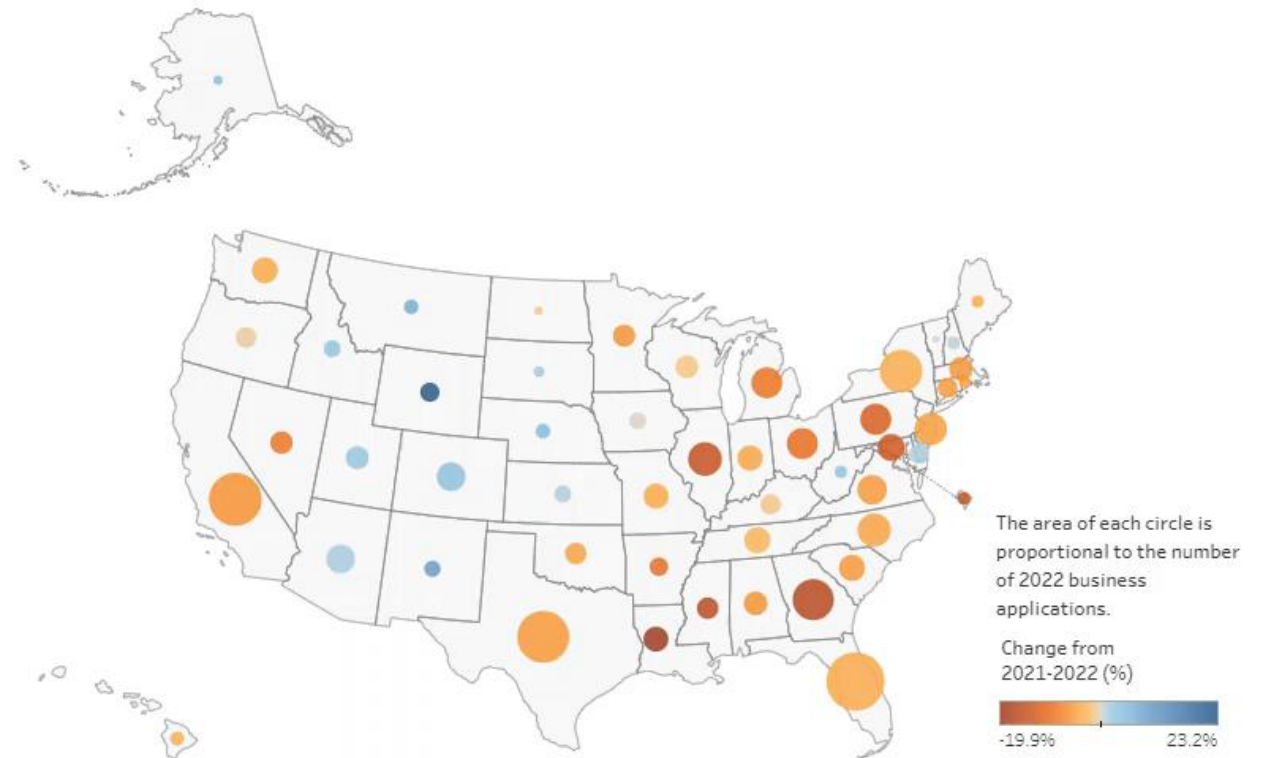 The area of each circle is
proportional to the number
of 2022 business
applications.
Change from
2021-2022 (%)
-19.9% 23.2%